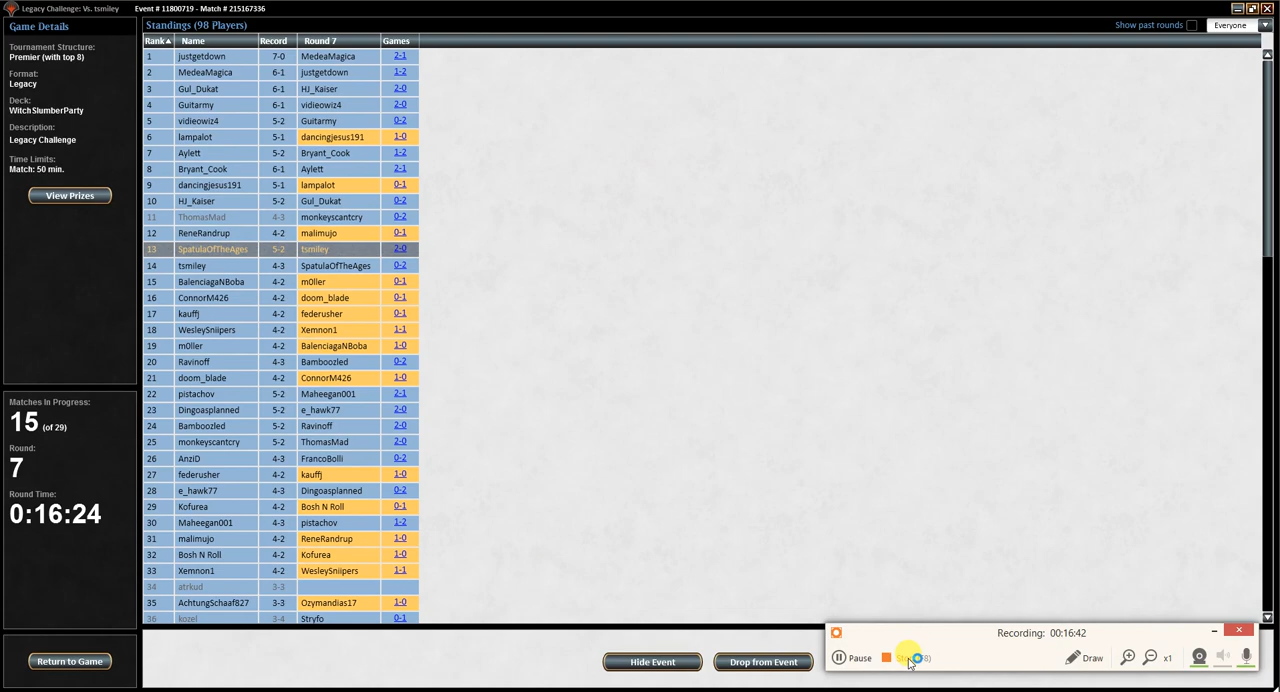 Legacy Challenge: Vs. tsmiley Event # 11800719 - Match # 215167336
Game Details
Tournament Structure:
Premier (with top 8)
Format:
Legacy
Deck:
WitchSlumberParty
Description:
Legacy Challenge
Time Limits:
Match: 50 min.
View Prizes
Matches In Progress:
15 (of 29)
Round:
7
Round Time:
0:16:24
Return to Game
Standings (98 Players) Show past rounds Everyone
Rank Name Record Round 7 Games
1 justgetdown 7-0 MedeaMagica 2-1
2 MedeaMagica 6-1 justgetdown 1-2
3 Gul_Dukat 6-1 HJ_Kaiser 2-0
4 Guitarmy 6-1 vidieowiz4 2-0
5 vidieowiz4 5-2 Guitarmy 0-2
6 lampalot 5-1 dancingjesus191 1-0
7 Aylett 5-2 Bryant_Cook 1-2
8 Bryant_Cook 6-1 Aylett 2-1
9 dancingjesus191 5-1 lampalot 0-1
10 HJ_Kaiser 5-2 Gul_Dukat 0-2
11 ThomasMad 4-3 monkeyscantcry 0-2
12 ReneRandrup 4-2 malimujo 0-1
13 SpatulaOfTheAges 5-2 tsmiley 2-0
14 tsmiley 4-3 SpatulaOfTheAges 0-2
15 BalenciagaNBoba 4-2 m0ller 0-1
16 ConnorM426 4-2 doom_blade 0-1
17 kauffj 4-2 federusher 0-1
18 WesleySniipers 4-2 Xemnon1 1-1
19 m0ller 4-2 BalenciagaNBoba 1-0
20 Ravinoff 4-3 Bamboozled 0-2
21 doom_blade 4-2 ConnorM426 1-0
22 pistachov 5-2 Maheegan001 2-1
23 Dingoasplanned 5-2 e_hawk77 2-0
24 Bamboozled 5-2 Ravinoff 2-0
25 monkeyscantcry 5-2 ThomasMad 2-0
26 AnziD 4-3 FrancoBolli 0-2
27 federusher 4-2 kauffj 1-0
28 e_hawk77 4-3 Dingoasplanned 0-2
29 Kofurea 4-2 Bosh N Roll 0-1
30 Maheegan001 4-3 pistachov 1-2
31 malimujo 4-2 ReneRandrup 1-0
32 Bosh N Roll 4-2 Kofurea 1-0
33 Xemnon1 4-2 WesleySniipers 1-1
34 atrkud 3-3
35 AchtungSchaaf827 3-3 Ozymandias17 1-0
36 kozel 3-4 Stryfo 0-1
Hide Event Drop from Event
Recording: 00:16:42
Pause Draw x1